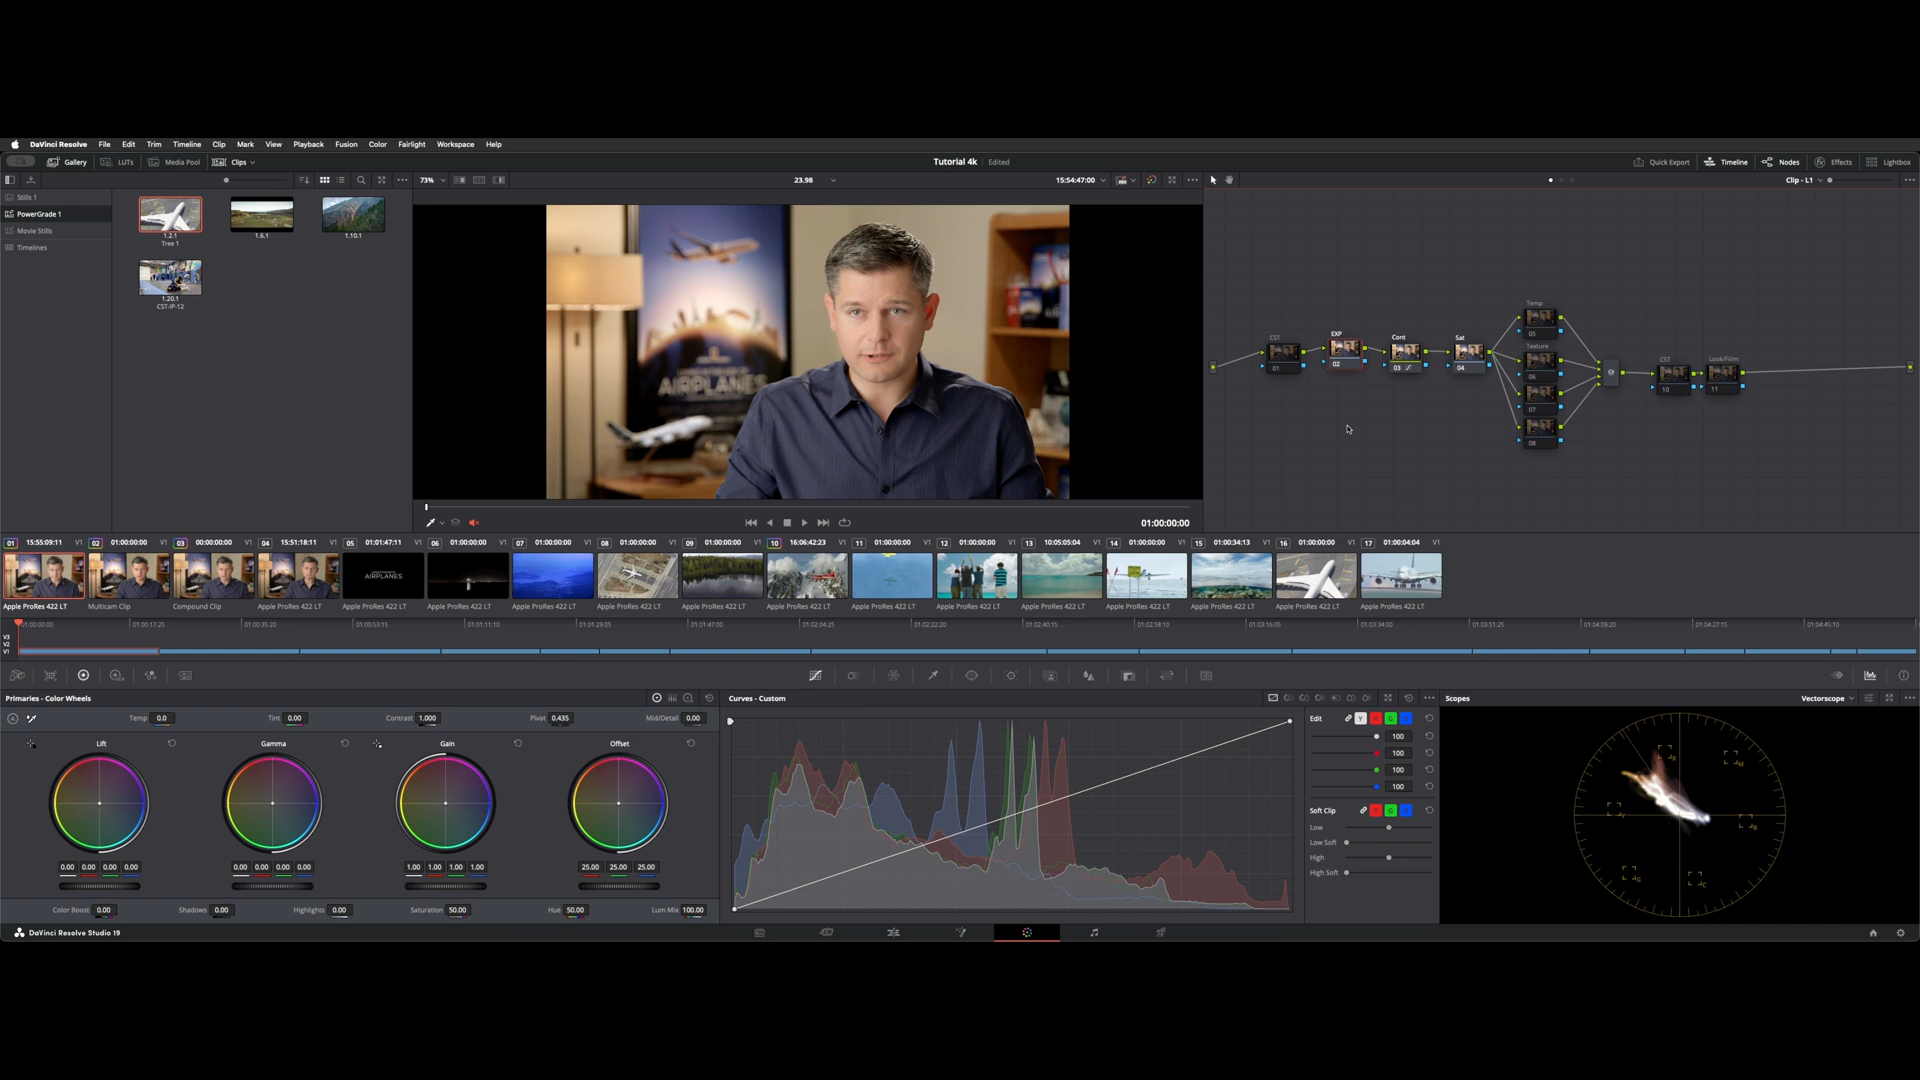 DaVinci Resolve File Edit Trim Timeline Clip Mark View Playback Fusion Color Fairlight Workspace Help
Gallery LUTs Media Pool Clips Tutorial 4k Edited Quick Export Timeline Nodes Effects Lightbox
73% 23.98 15:54:47:00 Clip - L1
Stills 1
PowerGrade 1
Movie Stills
Timelines
1.2.1
Tree 1
1.6.1
1.10.1
1.20.1
CST-IP-12
AIRPLANES
CST
01
EXP
02
Cont
03
Sat
04
Temp
05
Texture
06
07
08
CST
10
Look/Fillm
11
01:00:00:00
01 15:55:09:11 V1 02 01:00:00:00 V1 03 00:00:00:00 V1 04 15:51:18:11 V1 05 01:01:47:11 V1 06 01:00:00:00 V1 07 01:00:00:00 V1 08 01:00:00:00 V1 09 01:00:00:00 V1 10 16:06:42:23 V1 11 01:00:00:00 V1 12 01:00:00:00 V1 13 10:05:05:04 V1 14 01:00:00:00 V1 15 01:00:34:13 V1 16 01:00:00:00 V1 17 01:00:04:04 V1
AIRPLANES
Apple ProRes 422 LT Multicam Clip Compound Clip Apple ProRes 422 LT Apple ProRes 422 LT Apple ProRes 422 LT Apple ProRes 422 LT Apple ProRes 422 LT Apple ProRes 422 LT Apple ProRes 422 LT Apple ProRes 422 LT Apple ProRes 422 LT Apple ProRes 422 LT Apple ProRes 422 LT Apple ProRes 422 LT Apple ProRes 422 LT Apple ProRes 422 LT
01:00:00:00 01:00:17:25 01:00:35:20 01:00:53:15 01:01:11:10 01:01:29:05 01:01:47:00 01:02:04:25 01:02:22:20 01:02:40:15 01:02:58:10 01:03:16:05 01:03:34:00 01:03:51:25 01:04:09:20 01:04:27:15 01:04:45:10
V3
V2
V1
Primaries - Color Wheels
Temp 0.0 Tint 0.00 Contrast 1.000 Pivot 0.435 Mid/Detail 0.00
Lift Gamma Gain Offset
0.00 0.00 0.00 0.00 0.00 0.00 0.00 0.00 1.00 1.00 1.00 1.00 25.00 25.00 25.00
Color Boost 0.00 Shadows 0.00 Highlights 0.00 Saturation 50.00 Hue 50.00 Lum Mix 100.00
Curves - Custom
Edit Y
100
100
100
100
Soft Clip
Low
Low Soft
High
High Soft
Scopes Vectorscope
DaVinci Resolve Studio 19